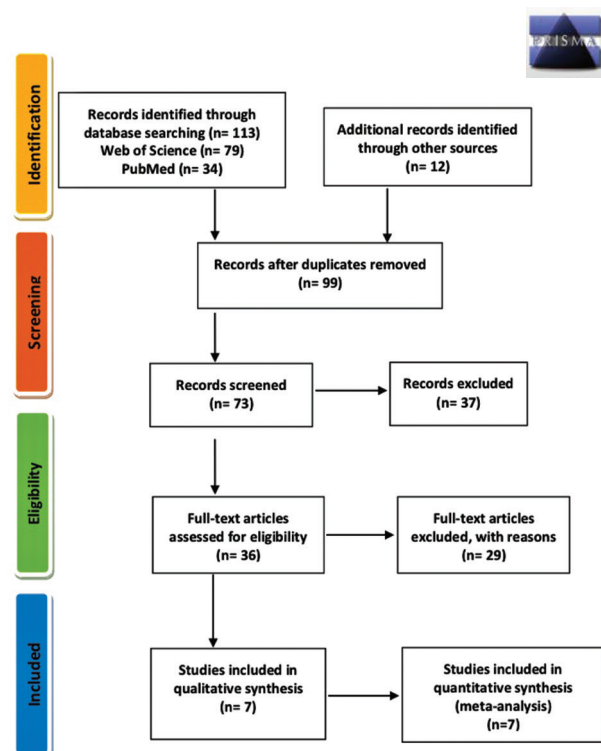 PRISMA
Identification
Records identified through
database searching (n= 113)
Web of Science (n= 79)
PubMed (n= 34)
Additional records identified
through other sources
(n= 12)
Screening
Records after duplicates removed
(n= 99)
Records screened
(n= 73)
Records excluded
(n= 37)
Eligibility
Full-text articles
assessed for eligibility
(n= 36)
Full-text articles
excluded, with reasons
(n= 29)
Included
Studies included in
qualitative synthesis
(n= 7)
Studies included in
quantitative synthesis
(meta-analysis)
(n=7)